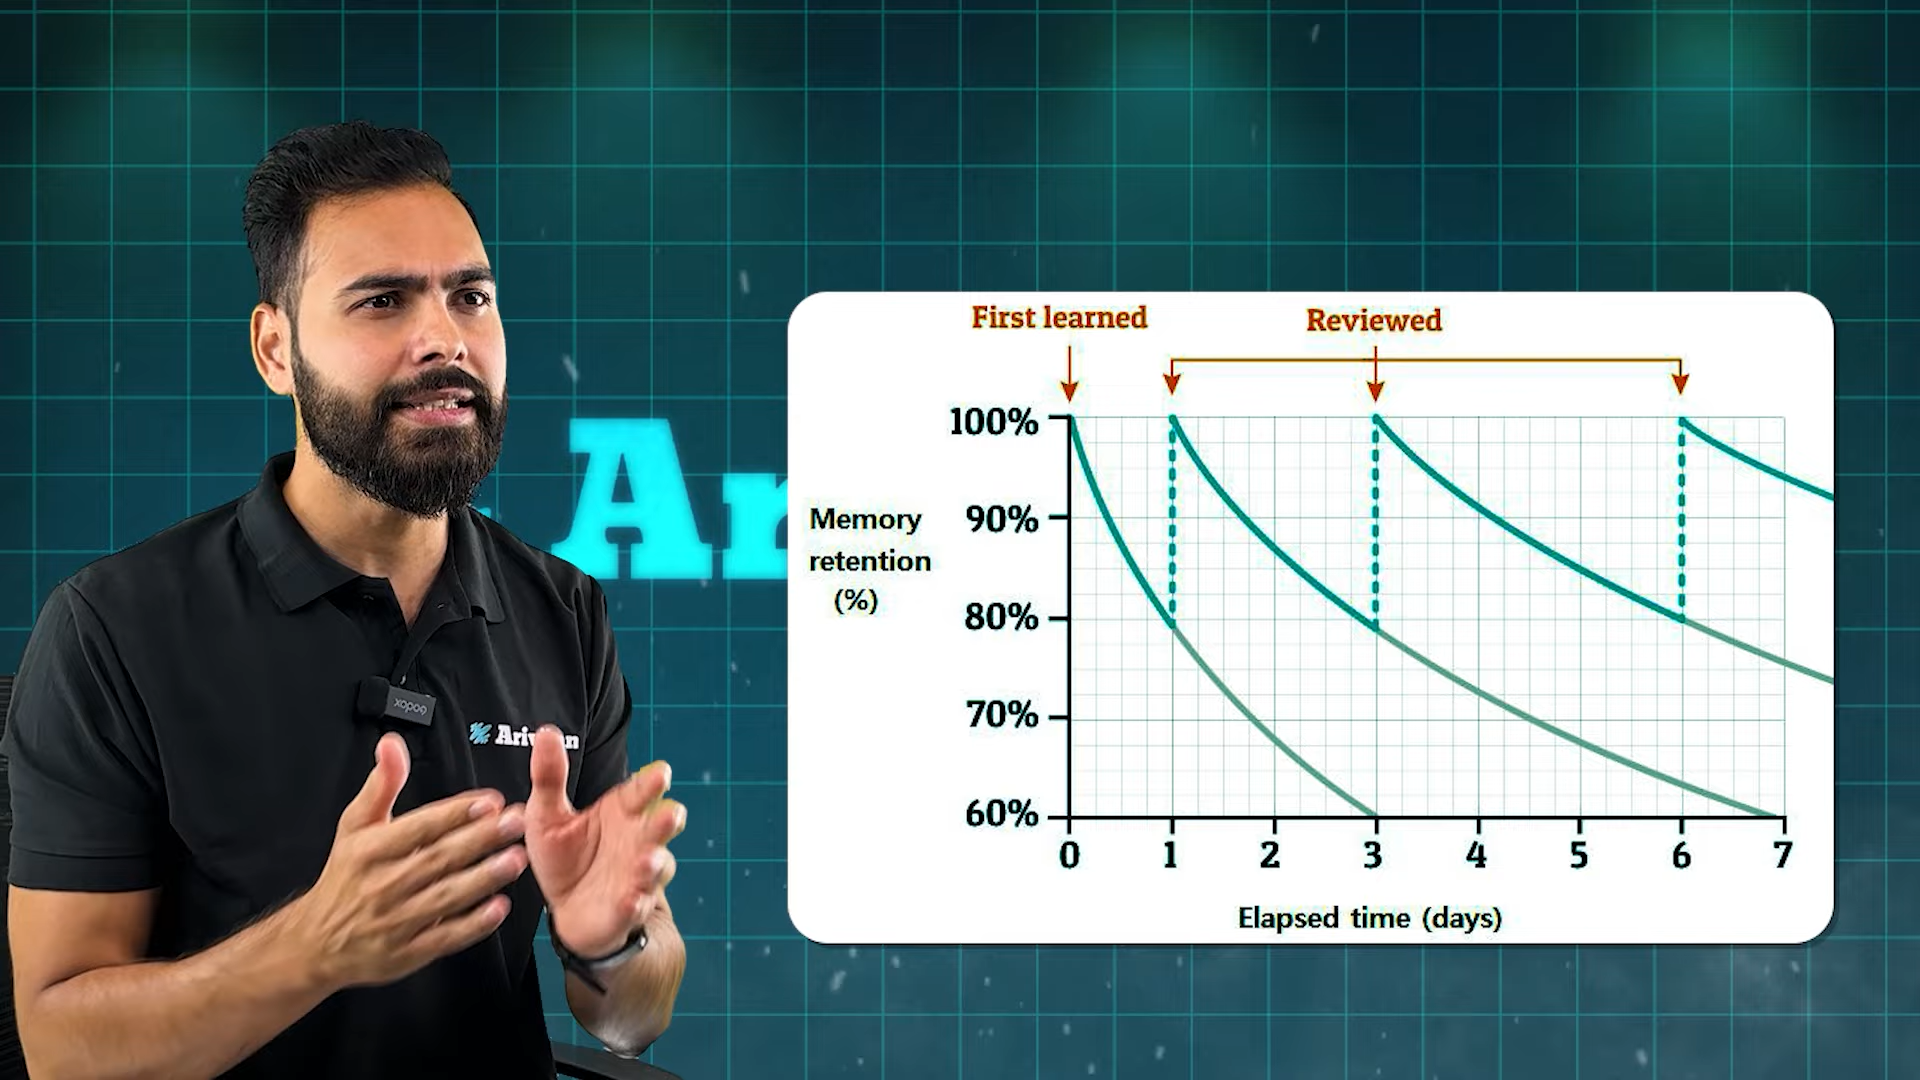 First learned
Reviewed
100%
90%
80%
70%
60%
Memory
retention
(%)
0 1 2 3 4 5 6 7
Elapsed time (days)
Godox